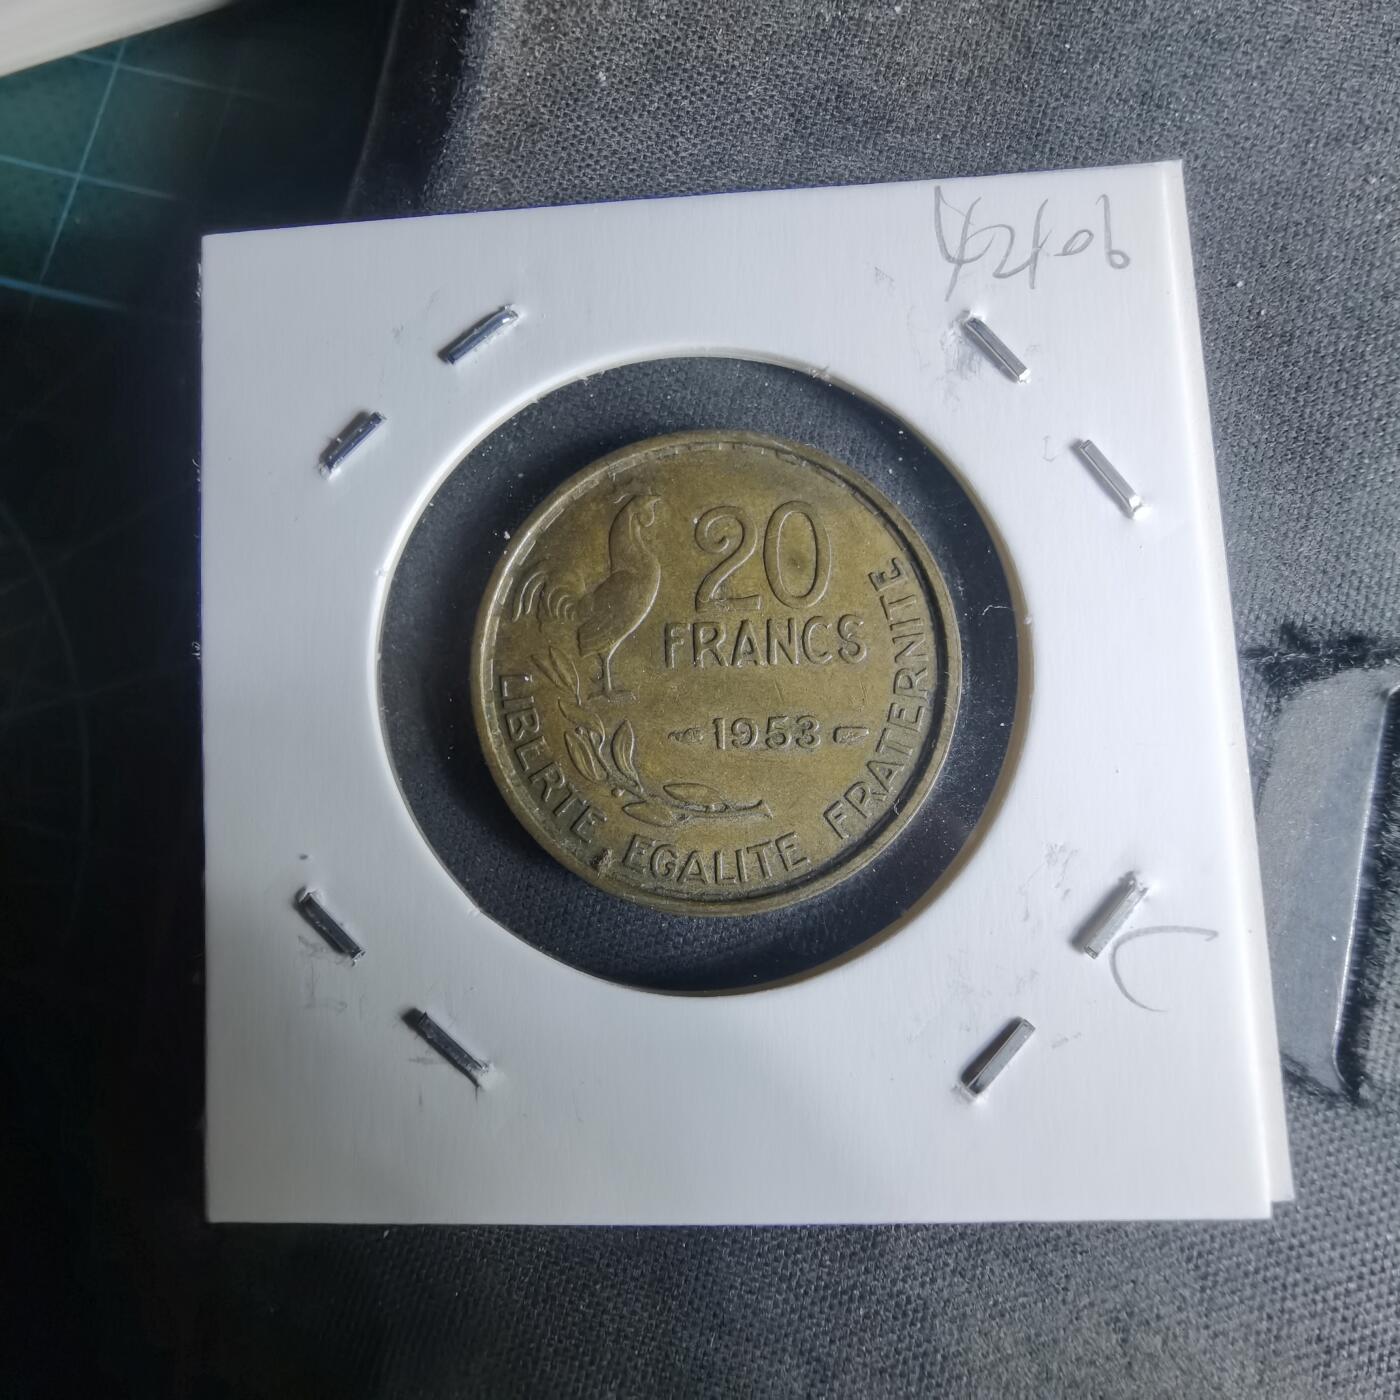 20
FRANCS
1953
LIBERTE EGALITE FRATERNITE